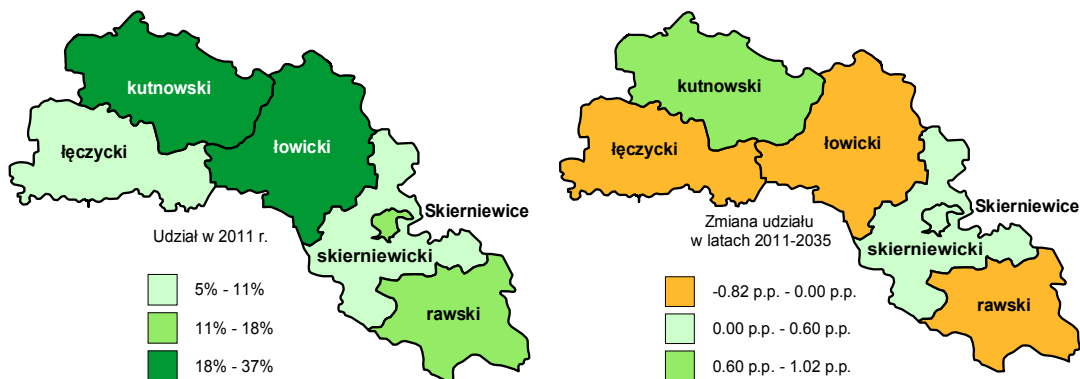 kutnowski
łęczycki
łowicki
Skierniewice
skierniewicki
rawski
Udział w 2011 r.
5% - 11%
11% - 18%
18% - 37%
kutnowski
łęczycki
łowicki
Skierniewice
skierniewicki
rawski
Zmiana udziału
w latach 2011-2035
-0.82 p.p. - 0.00 p.p.
0.00 p.p. - 0.60 p.p.
0.60 p.p. - 1.02 p.p.